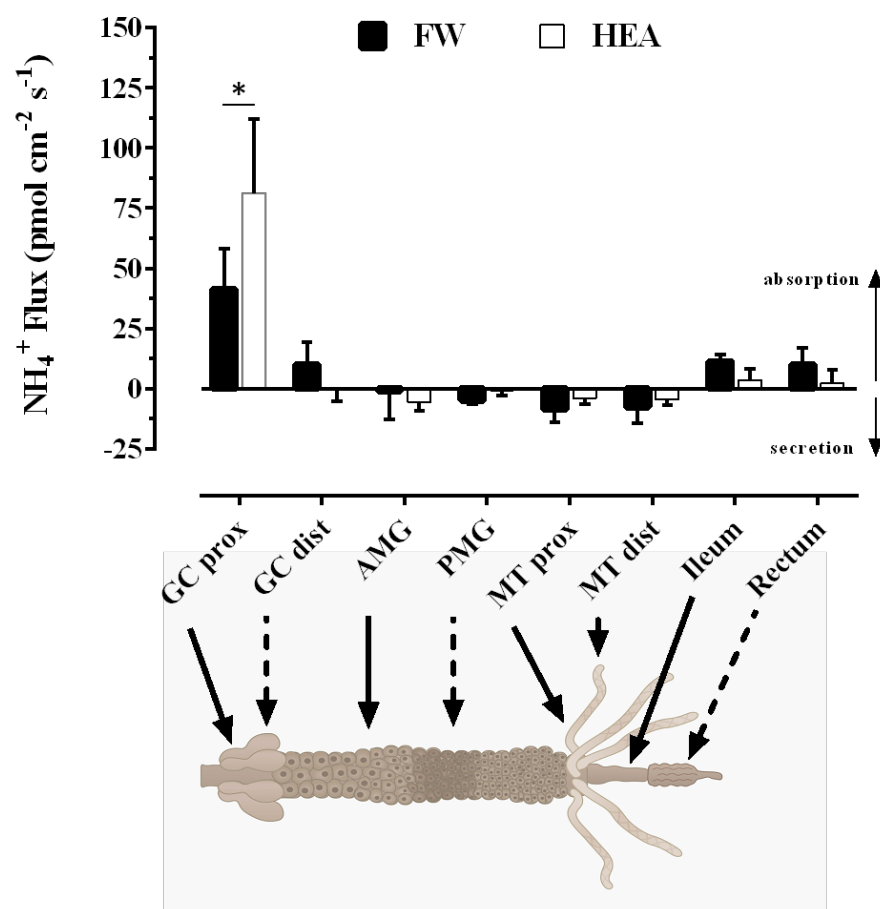 150
FW
HEA
125
*
100
75
50
absorption
25
0
-25
secretion
NH₄⁺ Flux (pmol cm⁻² s⁻¹)
GC prox
GC dist
AMG
PMG
MT prox
MT dist
Ileum
Rectum